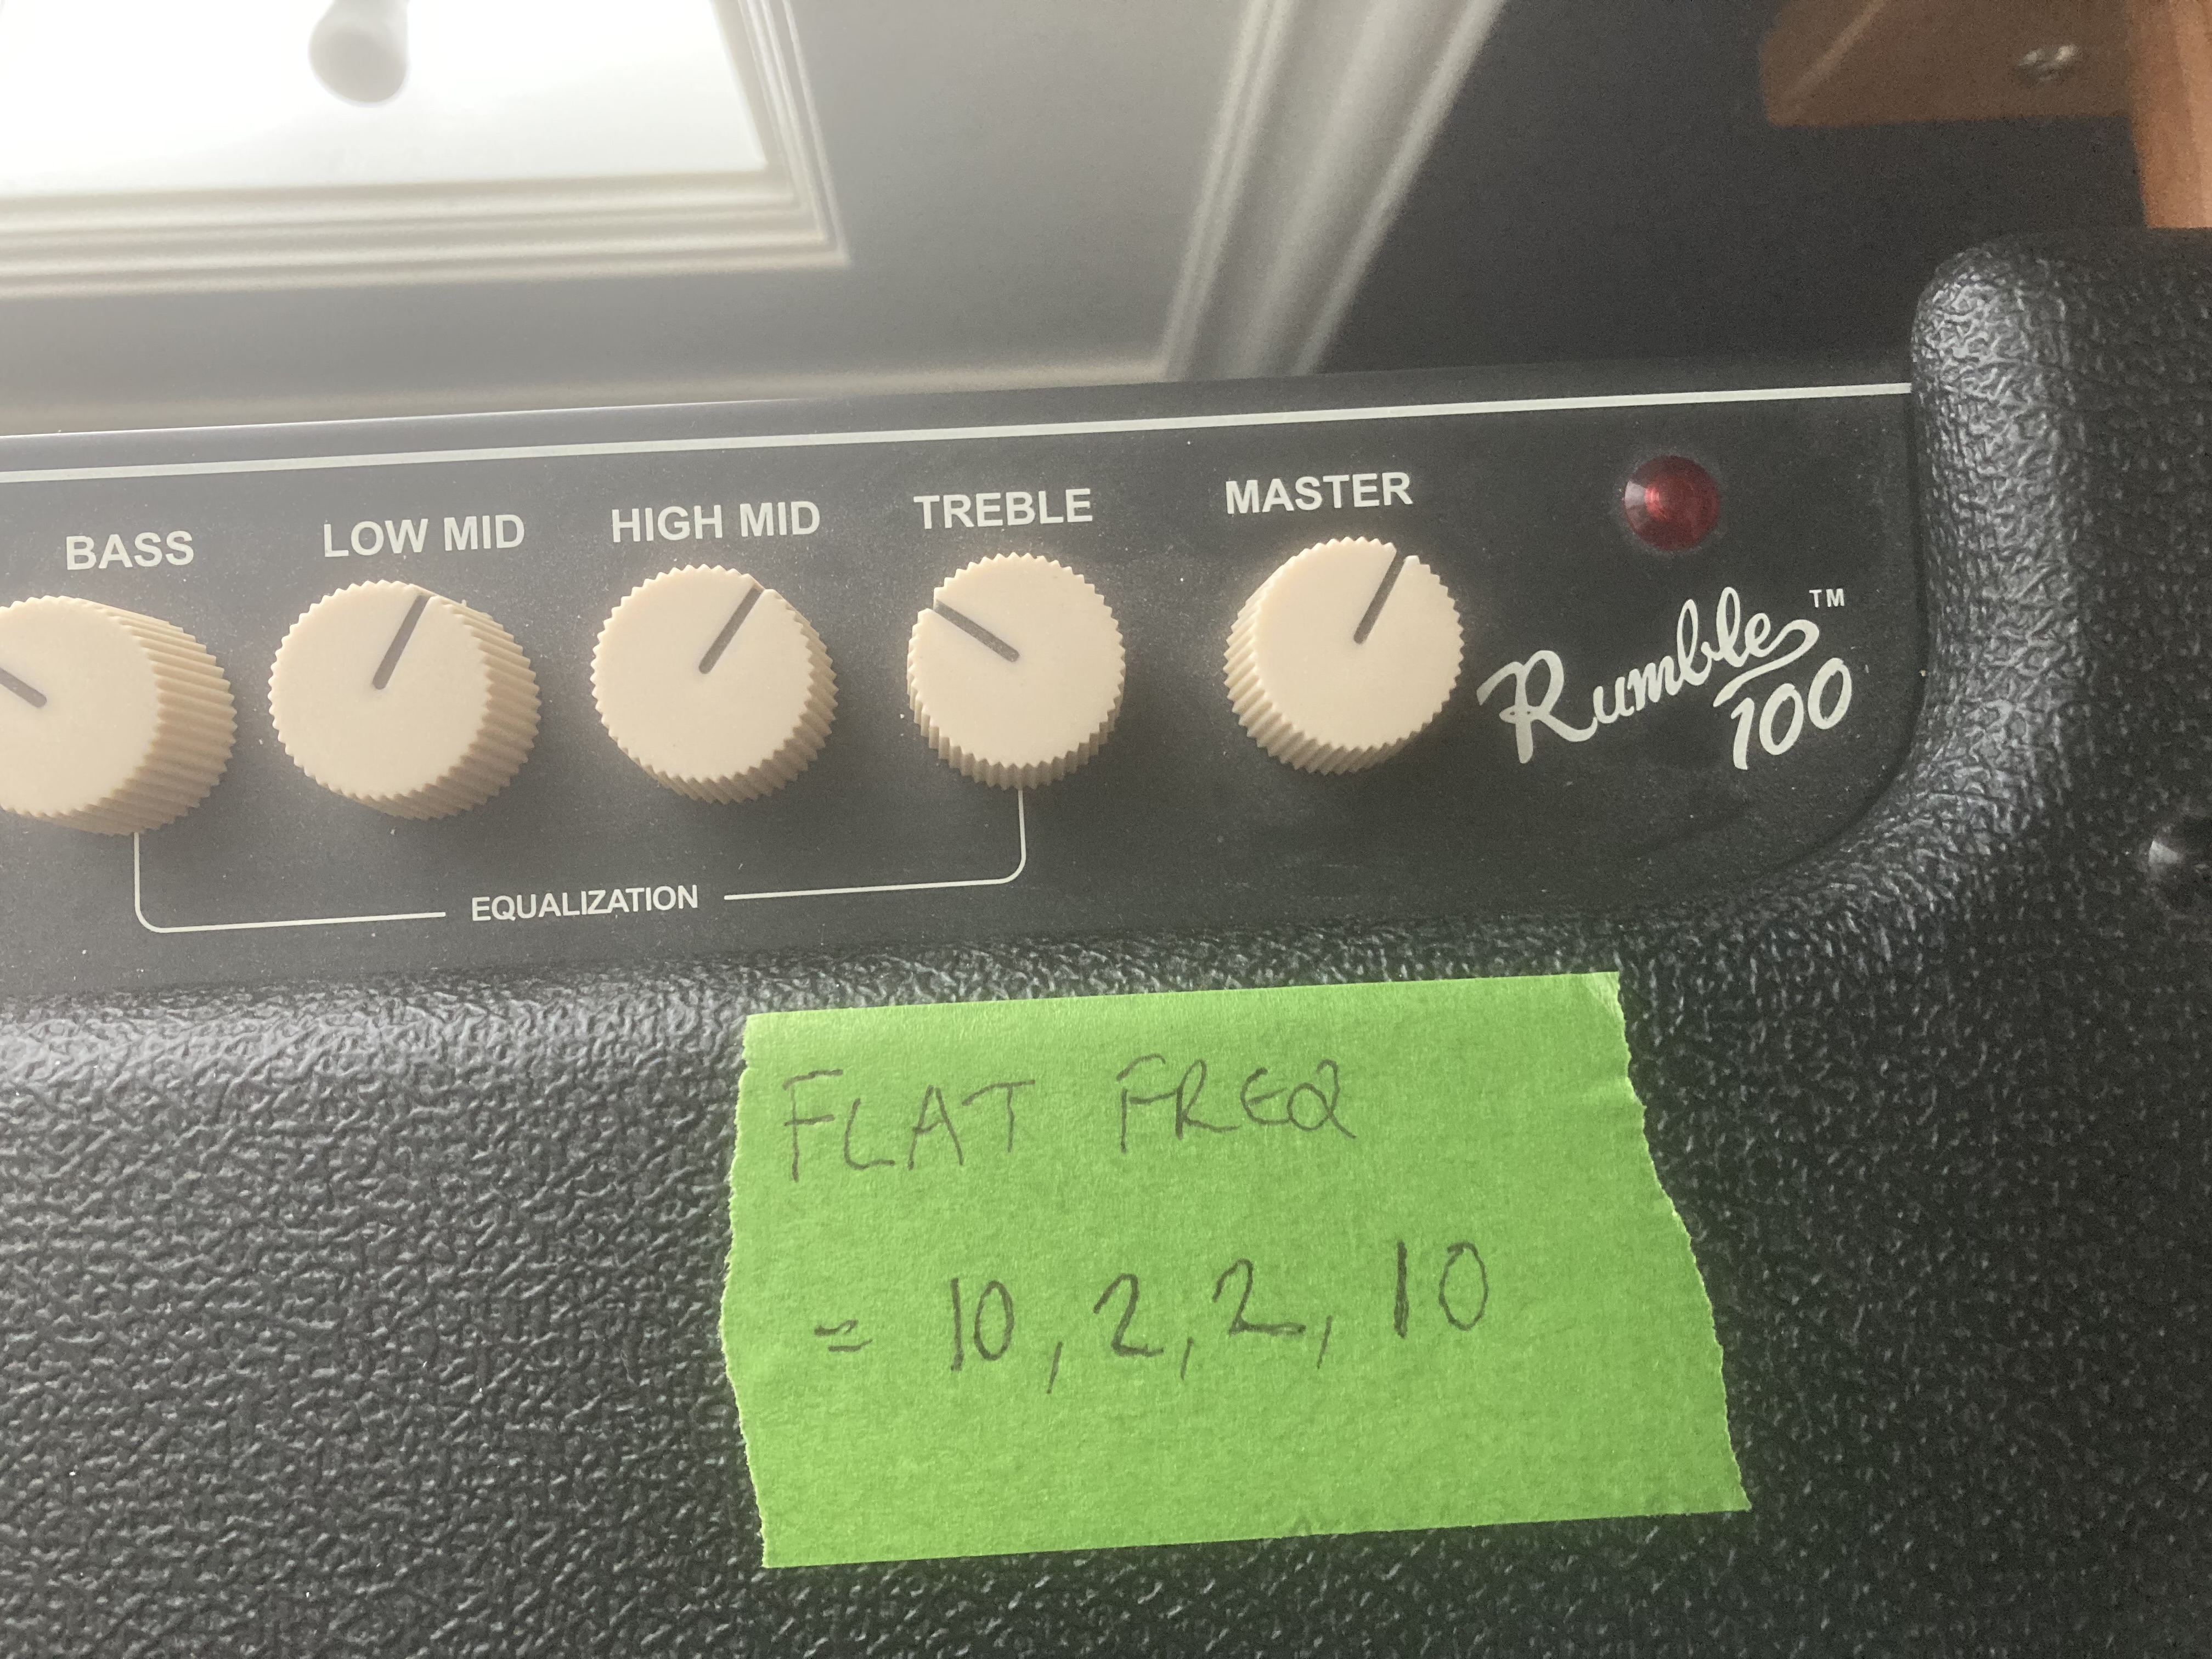 BASS LOW MID HIGH MID TREBLE MASTER
Rumble™
100
EQUALIZATION
FLAT FREQ
= 10, 2, 2, 10